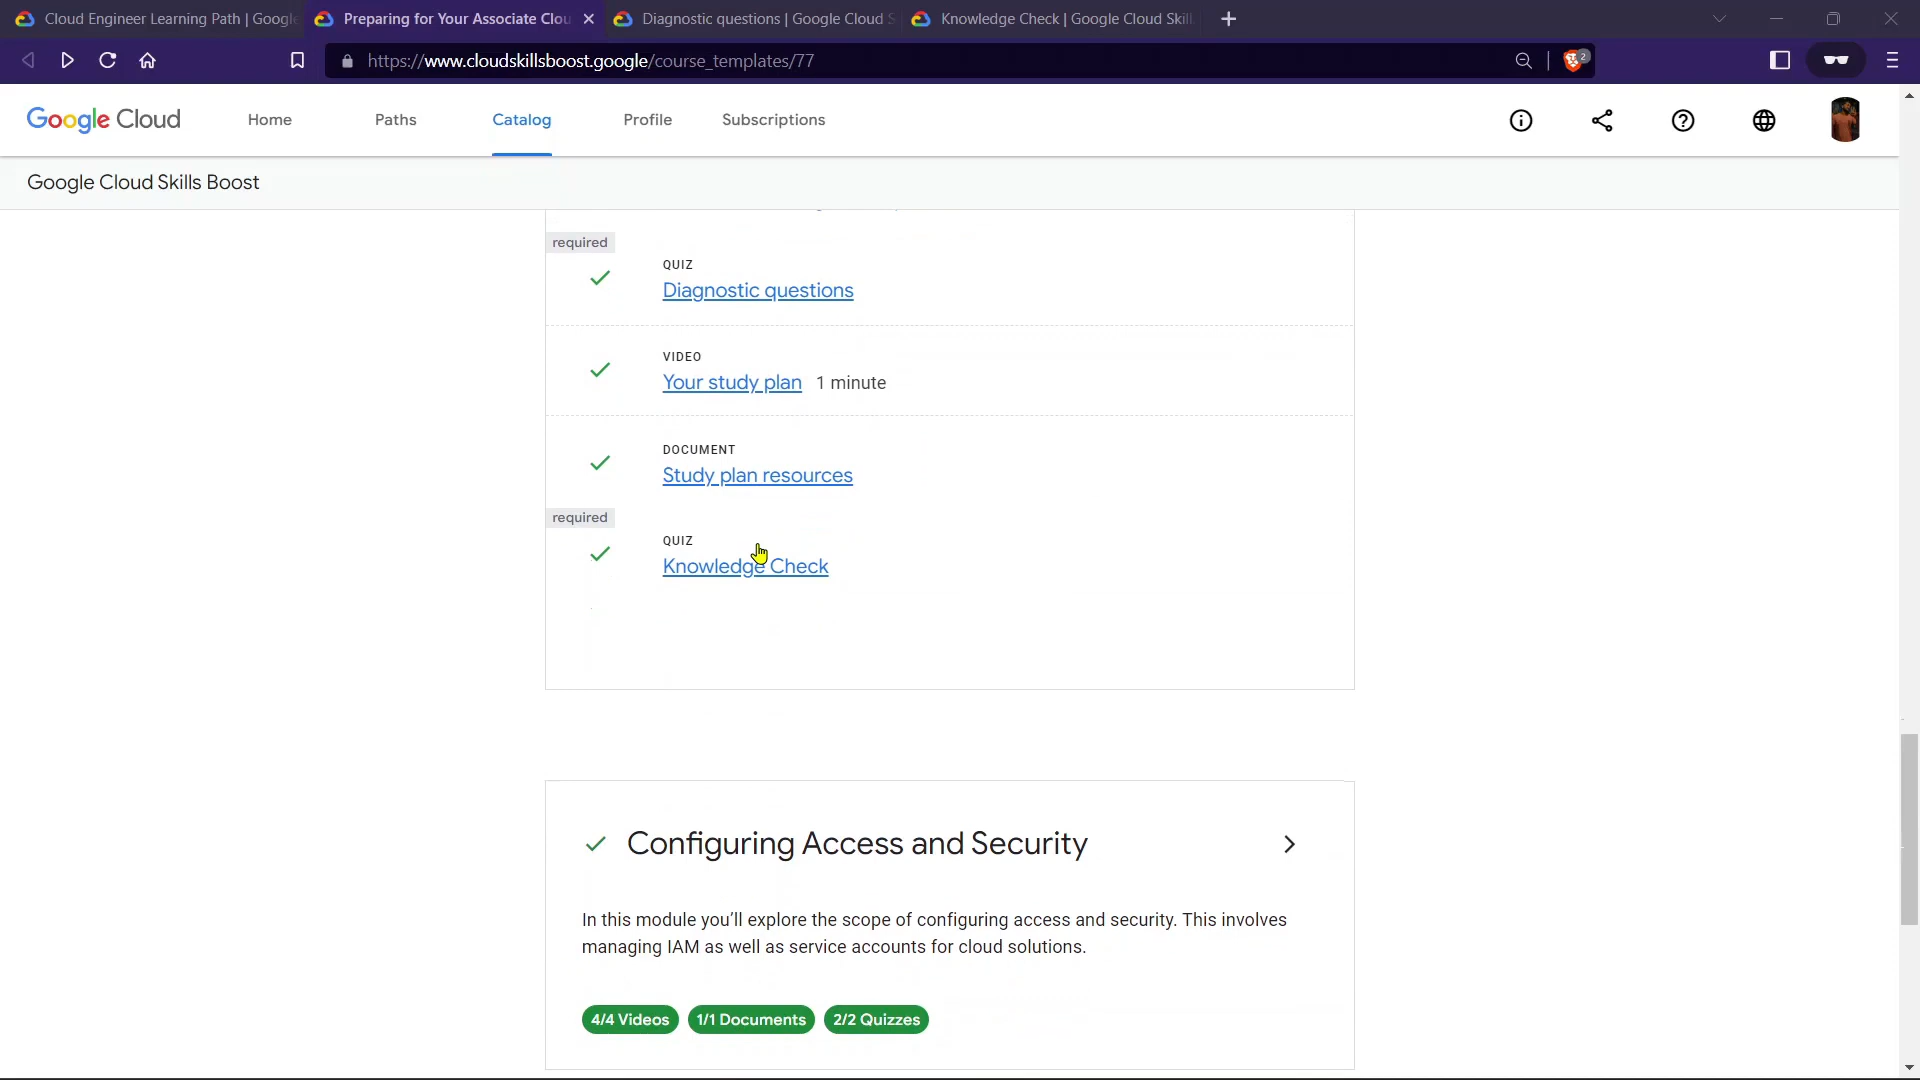 Cloud Engineer Learning Path | Google
Preparing for Your Associate Clou
Diagnostic questions | Google Cloud S
Knowledge Check | Google Cloud Skill
https://www.cloudskillsboost.google/course_templates/77
2
Google Cloud
Home
Paths
Catalog
Profile
Subscriptions
Google Cloud Skills Boost
required
QUIZ
Diagnostic questions
VIDEO
Your study plan 1 minute
DOCUMENT
Study plan resources
required
QUIZ
Knowledge Check
Configuring Access and Security
In this module you'll explore the scope of configuring access and security. This involves
managing IAM as well as service accounts for cloud solutions.
4/4 Videos
1/1 Documents
2/2 Quizzes